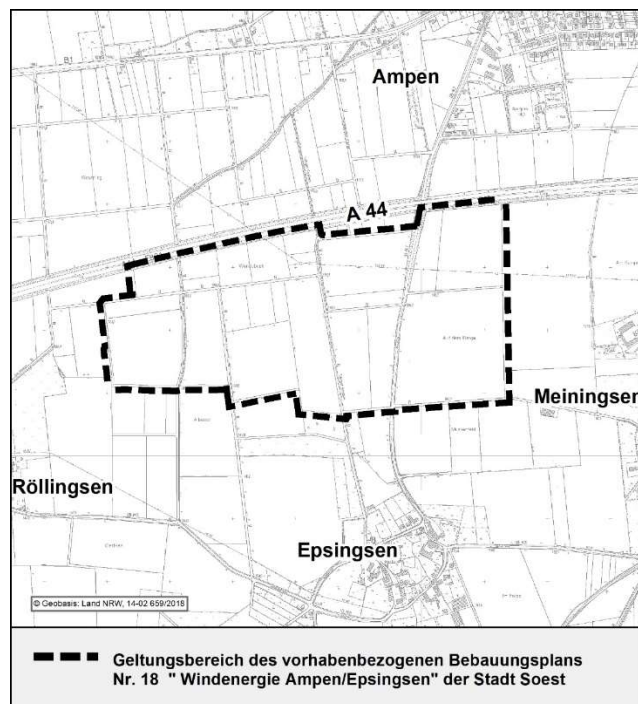 B1
Ampen
A 44
Meiningsen
Röllingsen
Epsingsen
© Geobasis: Land NRW, 14-02 659/2018
Geltungsbereich des vorhabenbezogenen Bebauungsplans
Nr. 18 " Windenergie Ampen/Epsingsen" der Stadt Soest